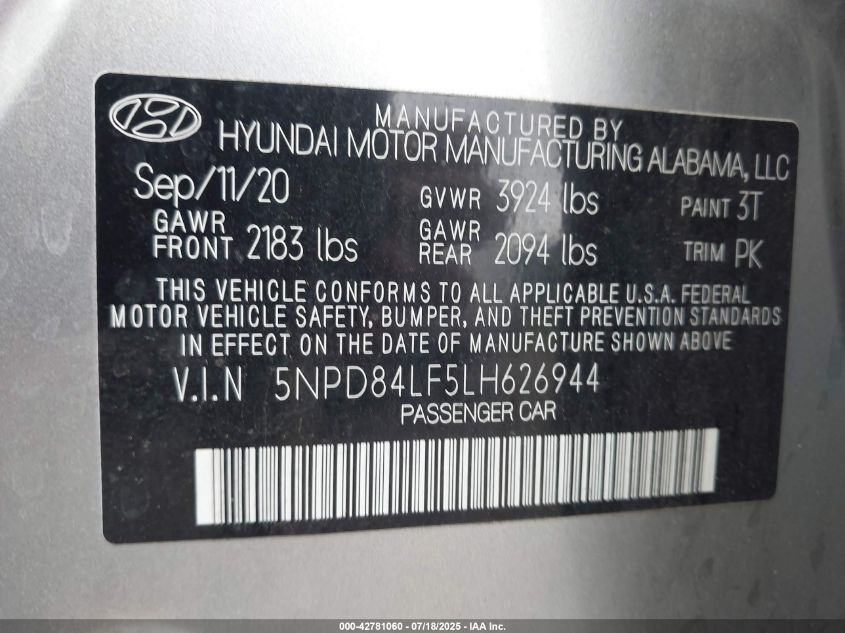 MANUFACTURED BY
HYUNDAI MOTOR MANUFACTURING ALABAMA, LLC
Sep/11/20 GVWR 3924 lbs PAINT 3T
GAWR FRONT 2183 lbs GAWR REAR 2094 lbs TRIM PK
THIS VEHICLE CONFORMS TO ALL APPLICABLE U.S.A. FEDERAL
MOTOR VEHICLE SAFETY, BUMPER, AND THEFT PREVENTION STANDARDS
IN EFFECT ON THE DATE OF MANUFACTURE SHOWN ABOVE
V.I.N 5NPD84LF5LH626944
PASSENGER CAR
000-42781060 - 07/18/2025 - IAA Inc.